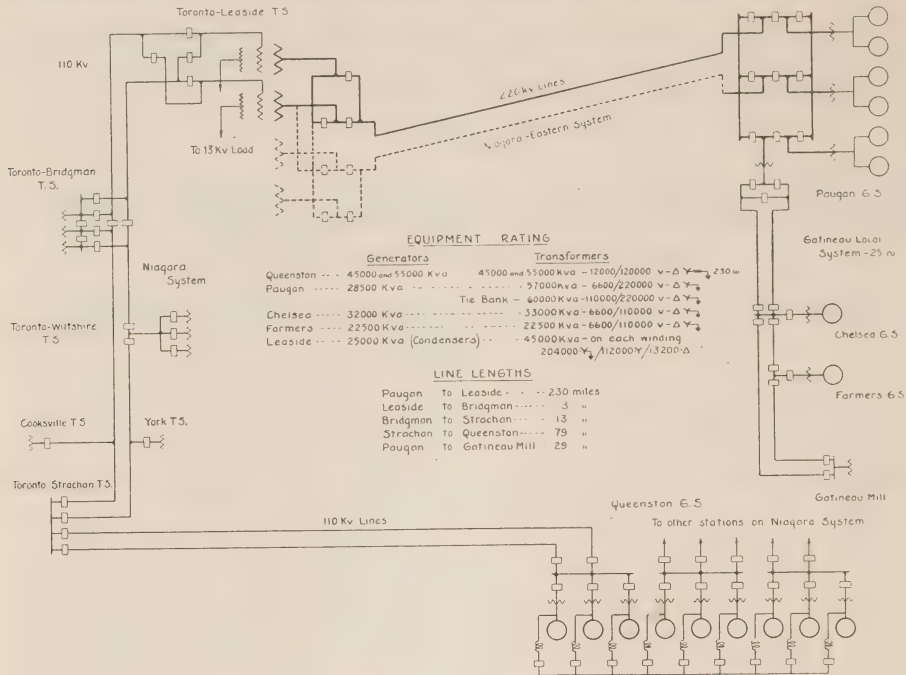 Toronto-Leaside T S
110 Kv
To 13 Kv Load
220 Kv Lines
Niagara-Eastern System
Paugan G S
Toronto-Bridgman
T. S.
Gatineau Local
System - 25 ~
Niagara
System
Toronto-Wiltshire
T S
EQUIPMENT RATING
Generators Transformers
Queenston --- 45000 and 55000 Kva 45000 and 55000 Kva - 12000/120000 v - Δ Y 230 ω
Paugan ---- 28500 Kva - - - - - - - 57000 Kva - 6600/220000 v - Δ Y
Tie Bank - 60000 Kva - 110000/220000 v - Δ Y
Chelsea ---- 32000 Kva - - - - - - - 33000 Kva - 6600/110000 v - Δ Y
Farmers ---- 22500 Kva - - - - - - - 22500 Kva - 6600/110000 v - Δ Y
Leaside ---- 25000 Kva (Condensers) -- - 45000 Kva - on each winding
204000 Y /112000 Y /13200 - Δ
LINE LENGTHS
Paugan to Leaside - - - - 230 miles
Leaside to Bridgman ------ 3 "
Bridgman to Strachan ---- 13 "
Strachan to Queenston ----- 79 "
Paugan to Gatineau Mill 29 "
Chelsea G S
Farmers G S
Gatineau Mill
Cooksville T S
York T S.
Toronto Strachan T S.
110 Kv Lines
Queenston G. S
To other stations on Niagara System